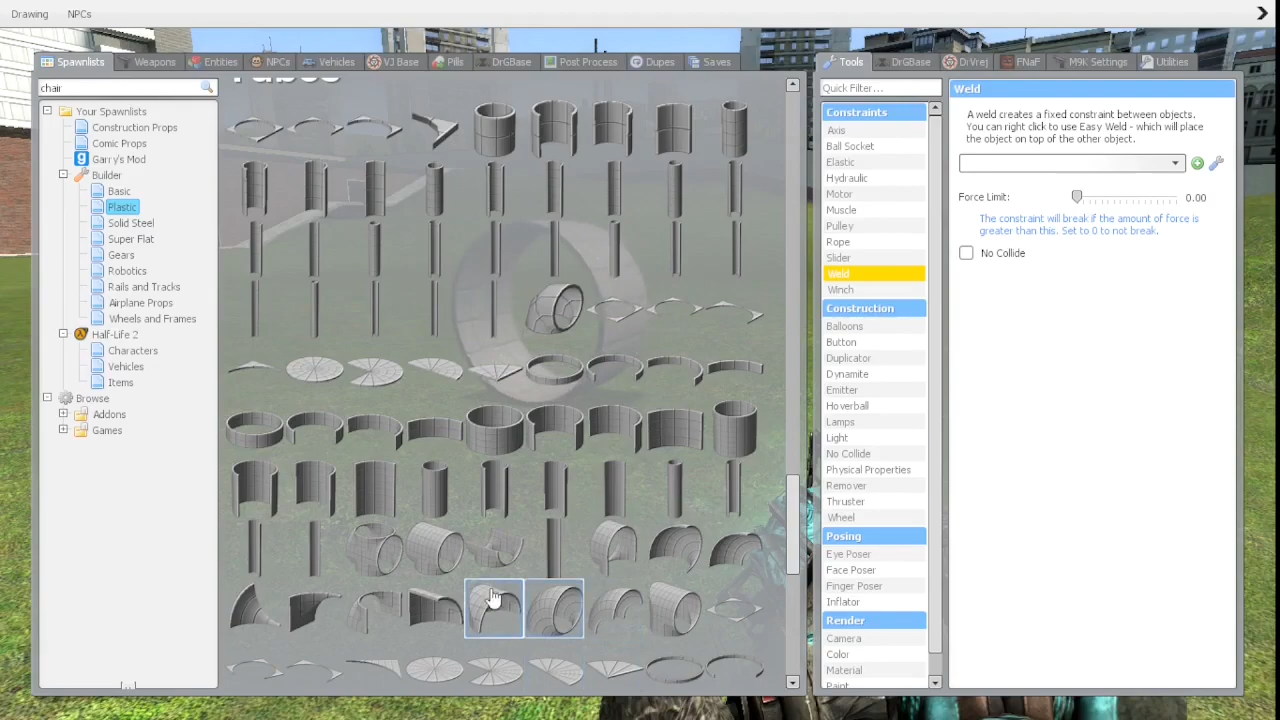 Drawing NPCs
Spawnlists Weapons Entities NPCs Vehicles VJ Base Pills DrGBase Post Process Dupes Saves
chair
Your Spawnlists
Construction Props
Comic Props
Garry's Mod
Builder
Basic
Plastic
Solid Steel
Super Flat
Gears
Robotics
Rails and Tracks
Airplane Props
Wheels and Frames
Half-Life 2
Characters
Vehicles
Items
Browse
Addons
Games
Tools DrGBase DrVrej FNaF M9K Settings Utilities
Quick Filter...
Constraints
Axis
Ball Socket
Elastic
Hydraulic
Motor
Muscle
Pulley
Rope
Slider
Weld
Winch
Construction
Balloons
Button
Duplicator
Dynamite
Emitter
Hoverball
Lamps
Light
No Collide
Physical Properties
Remover
Thruster
Wheel
Posing
Eye Poser
Face Poser
Finger Poser
Inflator
Render
Camera
Color
Material
Paint
Weld
A weld creates a fixed constraint between objects.
You can right click to use Easy Weld - which will place
the object on top of the other object.
Force Limit: 0.00
The constraint will break if the amount of force is
greater than this. Set to 0 to not break.
No Collide